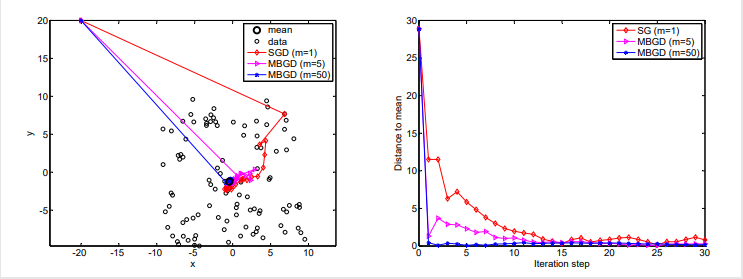 20
15
10
5
0
-5
y
-20
-15
-10
-5
0
5
10
x
mean
data
SGD (m=1)
MBGD (m=5)
MBGD (m=50)
30
25
20
15
10
5
0
Distance to mean
0
5
10
15
20
25
30
Iteration step
SG (m=1)
MBGD (m=5)
MBGD (m=50)